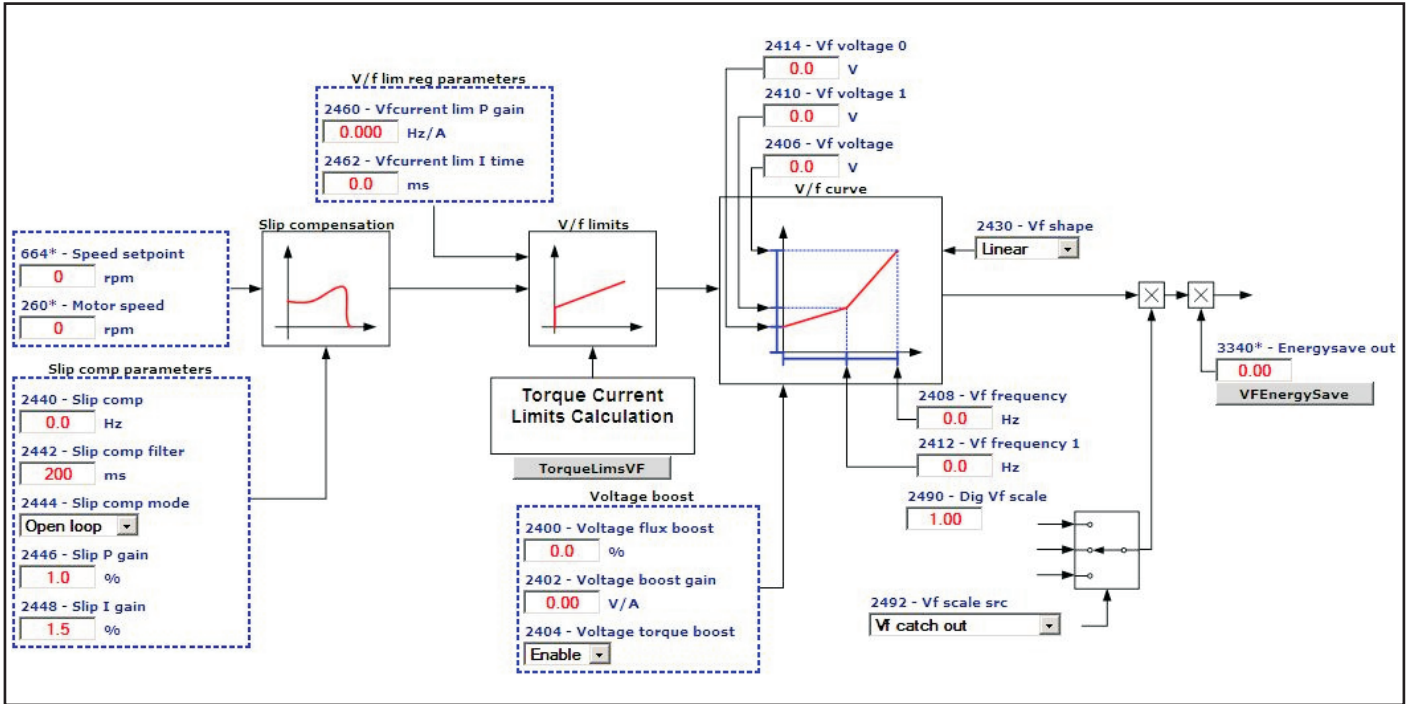 2414 - Vf voltage 0
0.0 V
2410 - Vf voltage 1
0.0 V
2406 - Vf voltage
0.0 V
V/f curve
V/f lim reg parameters
2460 - Vfcurrent lim P gain
0.000 Hz/A
2462 - Vfcurrent lim I time
0.0 ms
Slip compensation
V/f limits
664* - Speed setpoint
0 rpm
260* - Motor speed
0 rpm
2430 - Vf shape
Linear
3340* - Energysave out
0.00
VFEnergySave
Slip comp parameters
2440 - Slip comp
0.0 Hz
2442 - Slip comp filter
200 ms
2444 - Slip comp mode
Open loop
2446 - Slip P gain
1.0 %
2448 - Slip I gain
1.5 %
Torque Current
Limits Calculation
TorqueLimsVF
2408 - Vf frequency
0.0 Hz
2412 - Vf frequency 1
0.0 Hz
Voltage boost
2400 - Voltage flux boost
0.0 %
2402 - Voltage boost gain
0.00 V/A
2404 - Voltage torque boost
Enable
2490 - Dig Vf scale
1.00
2492 - Vf scale src
Vf catch out